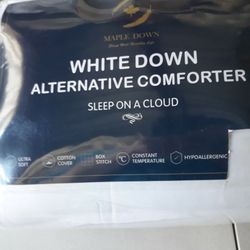 MAPLE DOWN
WHITE DOWN
ALTERNATIVE COMFORTER
SLEEP ON A CLOUD
ULTRA SOFT
COTTON COVER
BOX STITCH
°C
CONSTANT TEMPERATURE
HYPOALLERGENIC